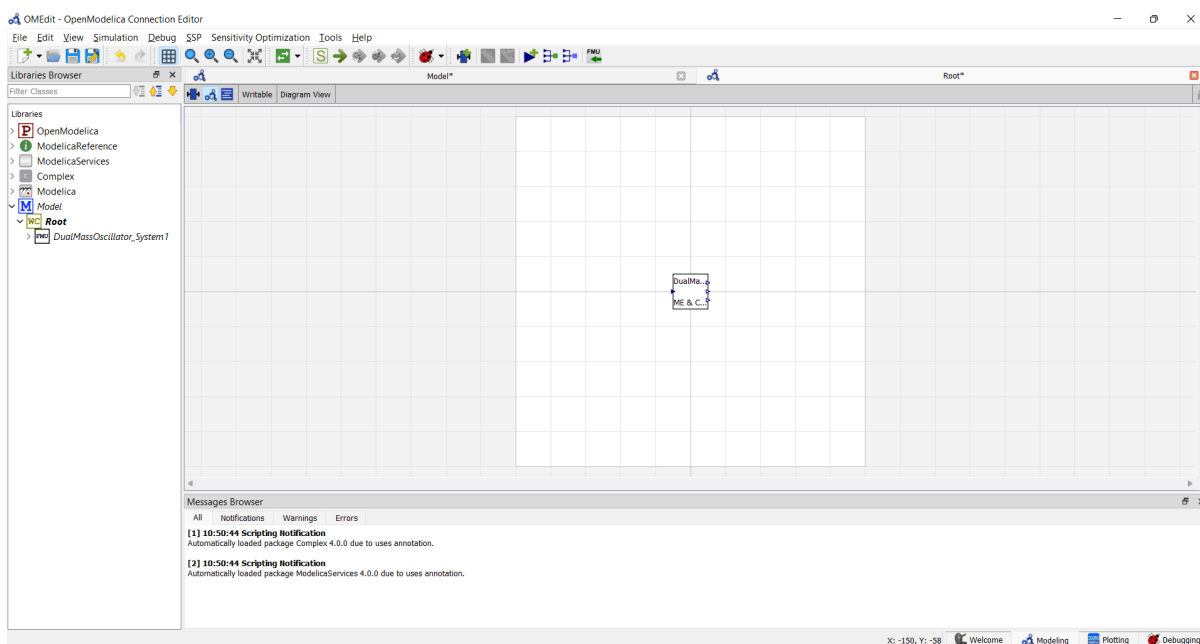 OMEdit - OpenModelica Connection Editor
File Edit View Simulation Debug SSP Sensitivity Optimization Tools Help
S FMU
Libraries Browser
Model*
Root*
Filter Classes
Writable Diagram View
Libraries
P OpenModelica
i ModelicaReference
ModelicaServices
C Complex
Modelica
M Model
WC Root
FMU DualMassOscillator_System1
DualMa...
ME & C...
Messages Browser
All Notifications Warnings Errors
[1] 10:50:44 Scripting Notification
Automatically loaded package Complex 4.0.0 due to uses annotation.
[2] 10:50:44 Scripting Notification
Automatically loaded package ModelicaServices 4.0.0 due to uses annotation.
X: -150, Y: -58 Welcome Modeling Plotting Debugging